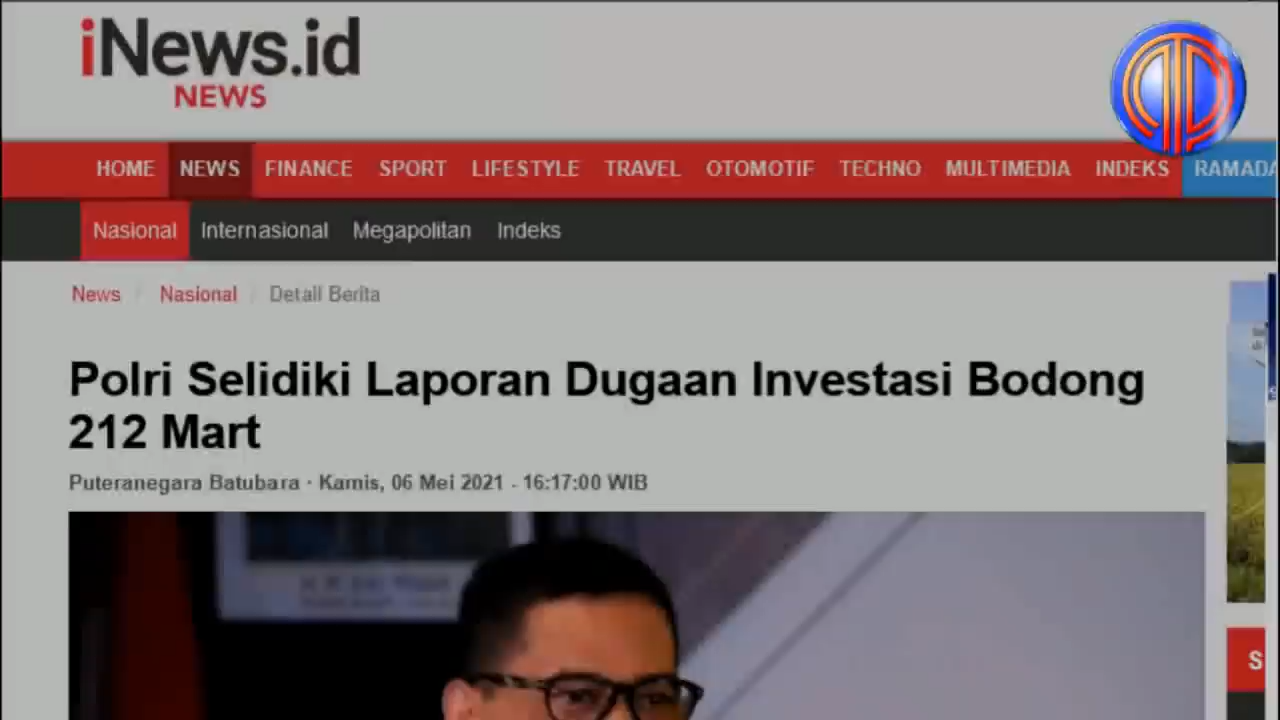 iNews.id
NEWS
HOME NEWS FINANCE SPORT LIFESTYLE TRAVEL OTOMOTIF TECHNO MULTIMEDIA INDEKS RAMADA
Nasional Internasional Megapolitan Indeks
News / Nasional / Detail Berita
Polri Selidiki Laporan Dugaan Investasi Bodong
212 Mart
Puteranegara Batubara · Kamis, 06 Mei 2021 - 16:17:00 WIB
S